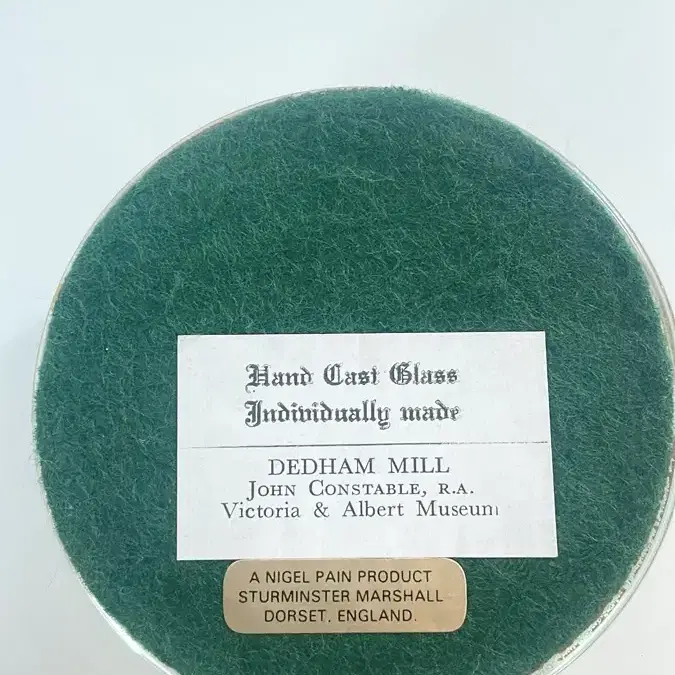 Hand Cast Glass
Individually made
DEDHAM MILL
JOHN CONSTABLE, R.A.
Victoria & Albert Museum
A NIGEL PAIN PRODUCT
STURMINSTER MARSHALL
DORSET, ENGLAND.